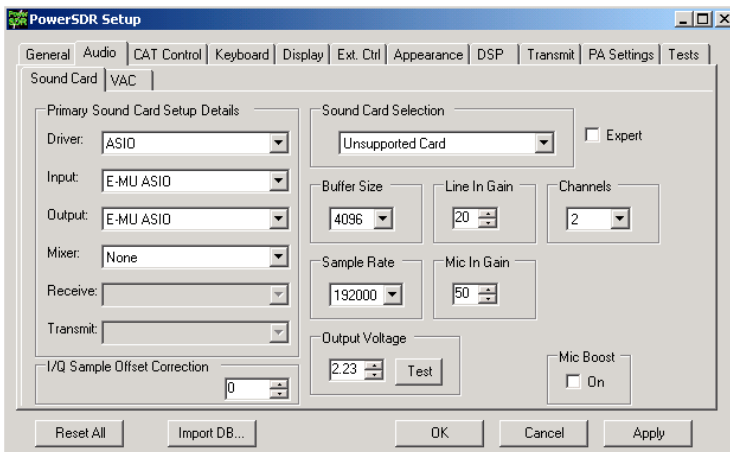 Power SDR PowerSDR Setup
General Audio CAT Control Keyboard Display Ext. Ctrl Appearance DSP Transmit PA Settings Tests
Sound Card VAC
Primary Sound Card Setup Details
Driver: ASIO
Input: E-MU ASIO
Output: E-MU ASIO
Mixer: None
Receive:
Transmit:
I/Q Sample Offset Correction
0
Sound Card Selection
Unsupported Card
Expert
Buffer Size
4096
Line In Gain
20
Channels
2
Sample Rate
192000
Mic In Gain
50
Output Voltage
2.23 Test
Mic Boost
On
Reset All Import DB... OK Cancel Apply